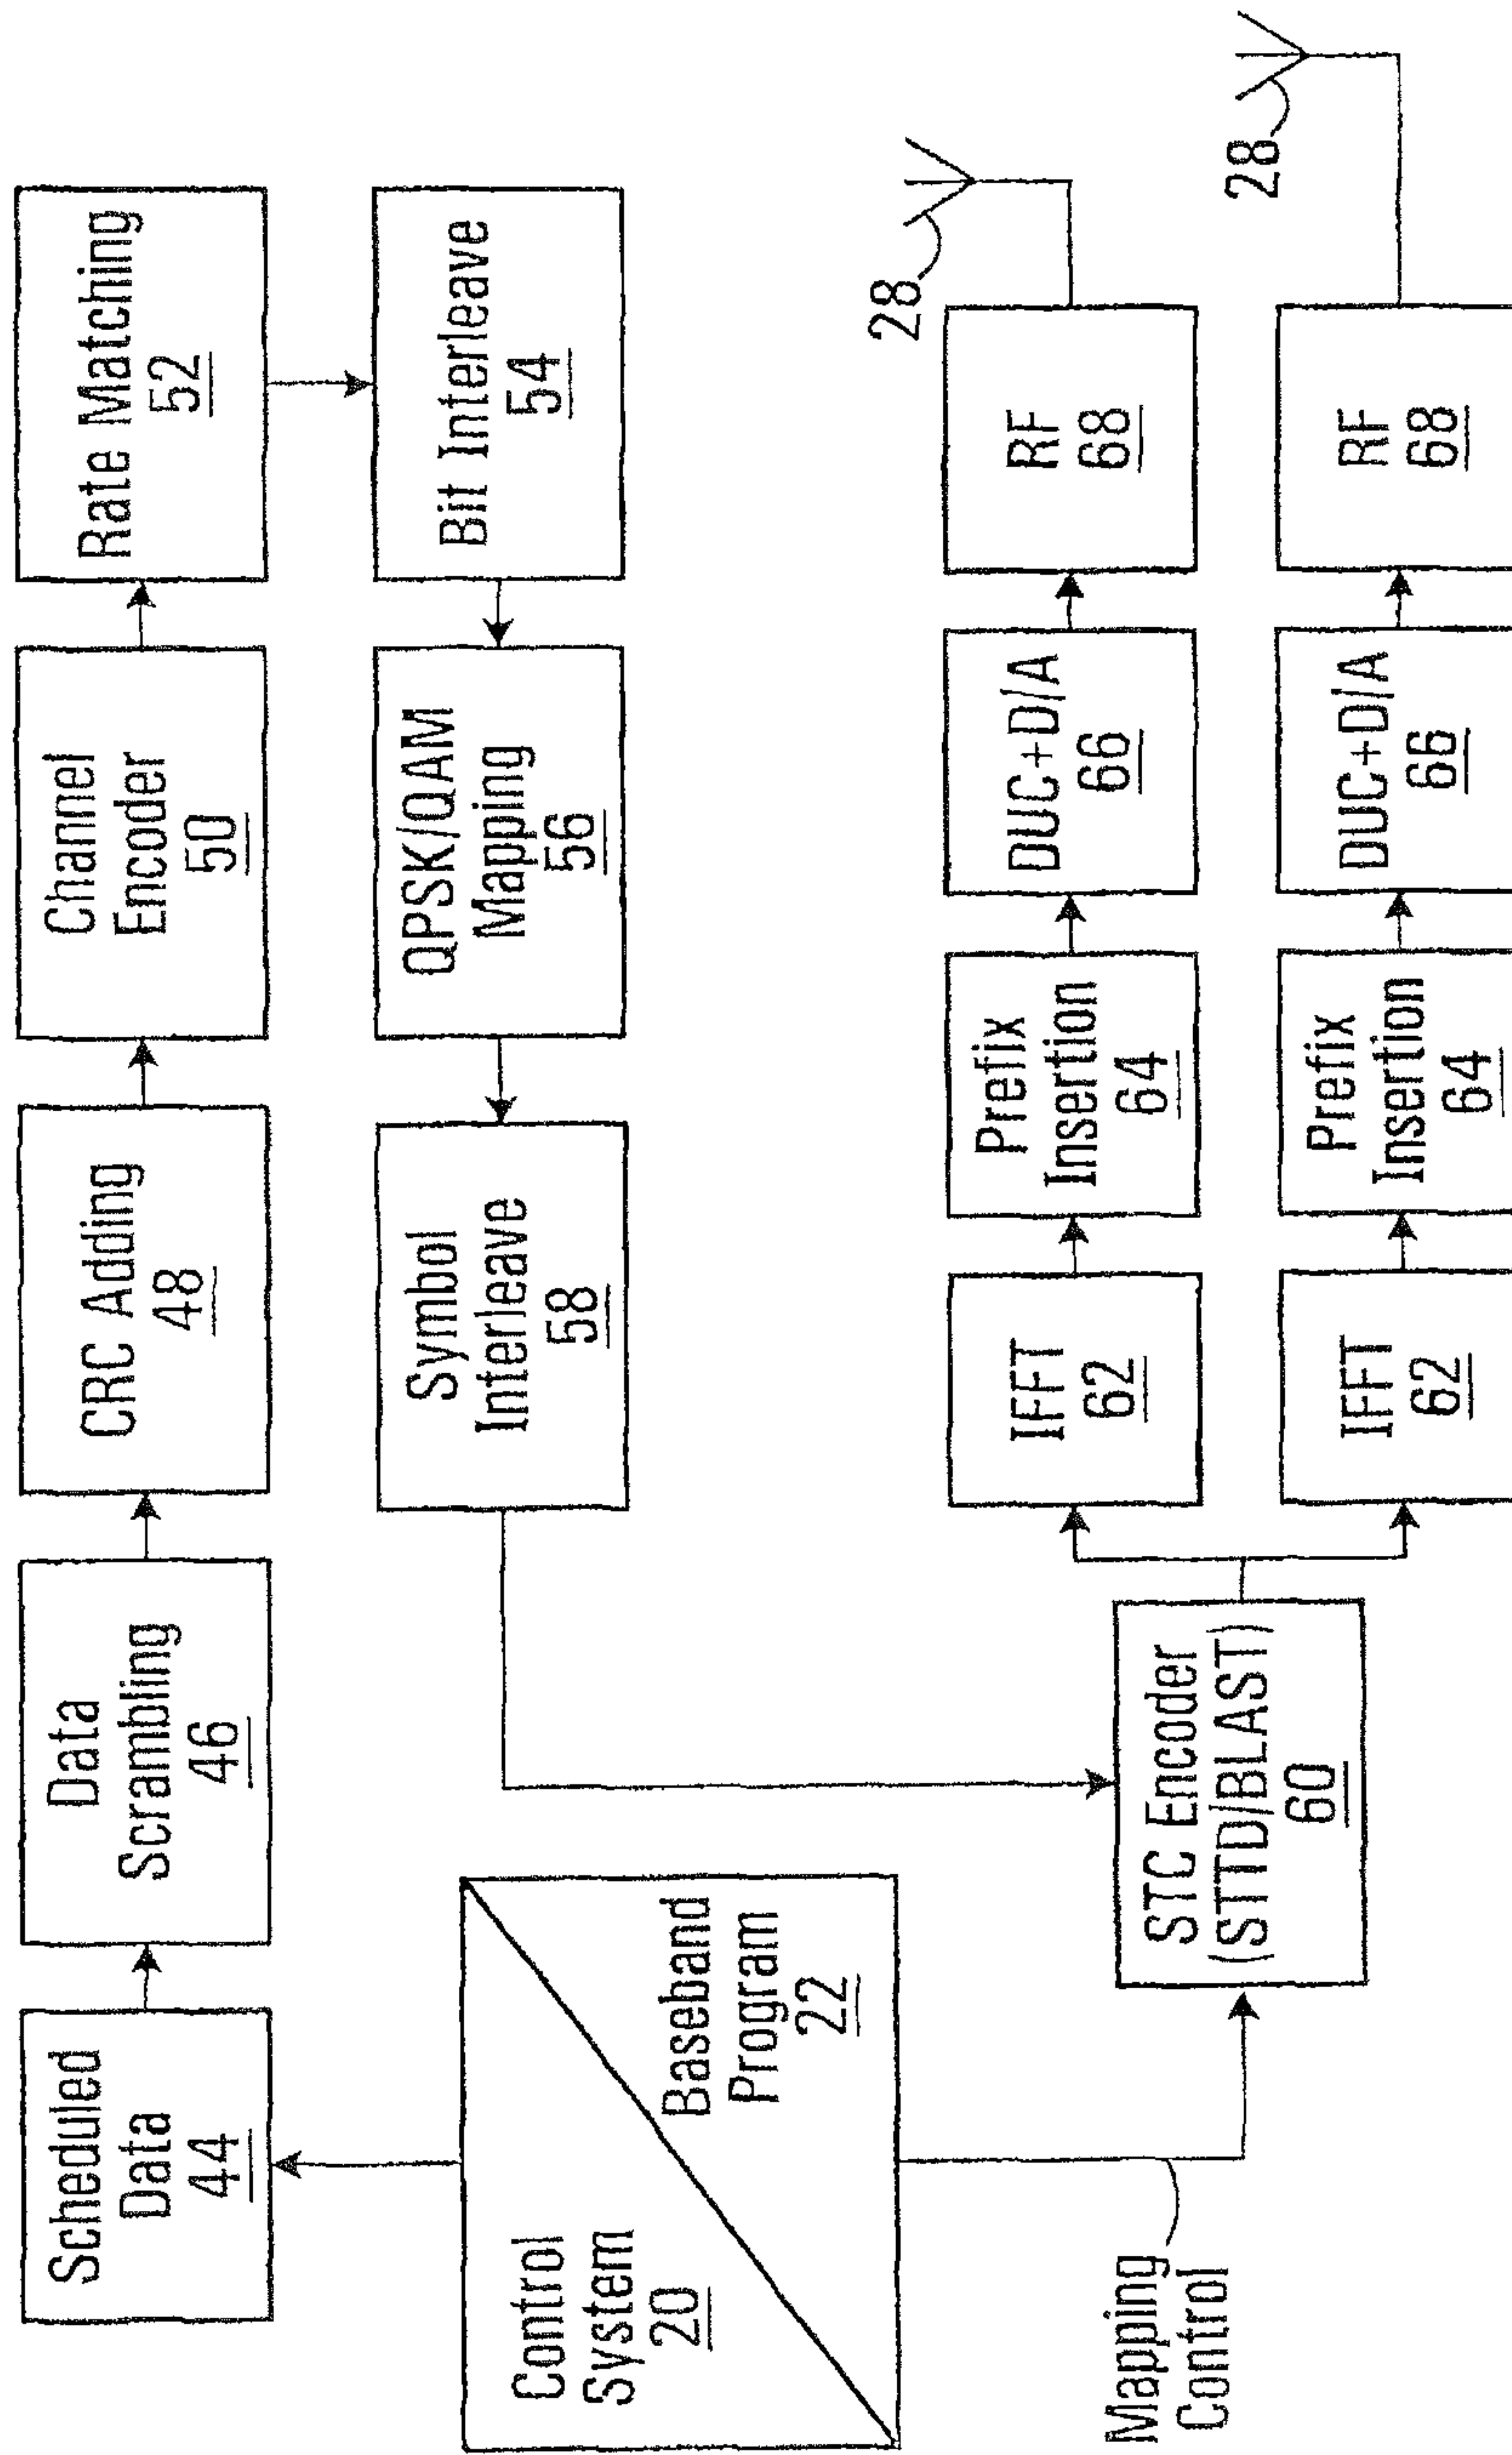 Scheduled
Data
44
Data
Scrambling
46
CRC Adding
48
Channel
Encoder
50
Rate Matching
52
Bit Interleave
54
QPSK/QAM
Mapping
56
Symbol
Interleave
58
Control
System
20
Baseband
Program
22
Mapping
Control
STC Encoder
(STTD/BLAST)
60
IFFT
62
Prefix
Insertion
64
DUC+D/A
66
RF
68
28
IFFT
62
Prefix
Insertion
64
DUC+D/A
66
RF
68
28